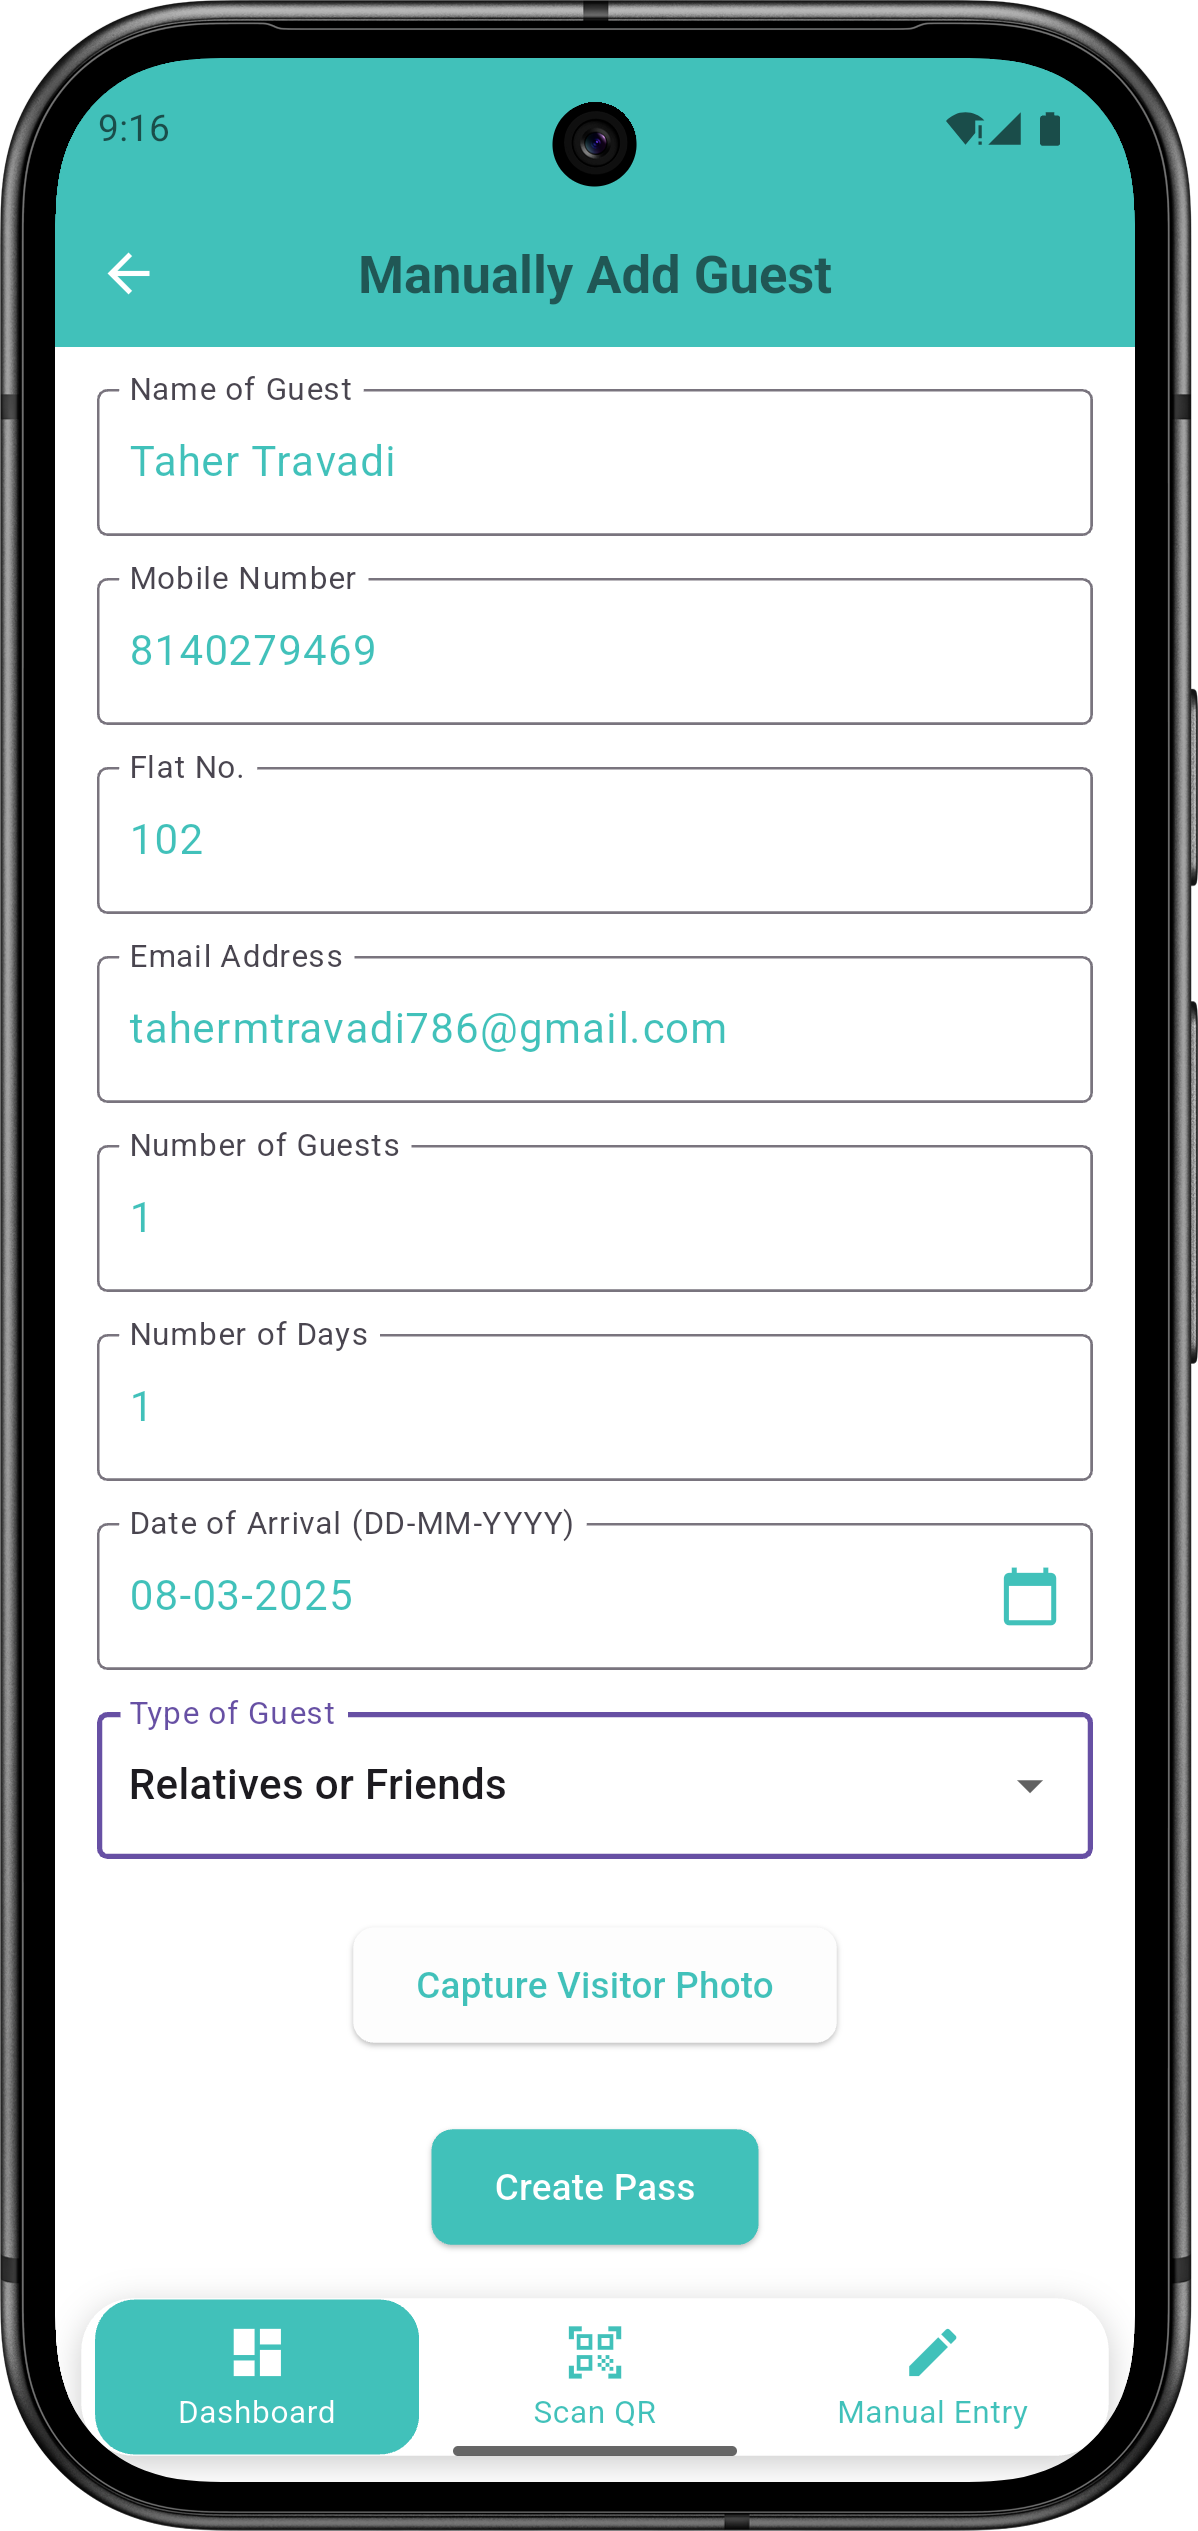 9:16
Manually Add Guest
Name of Guest
Taher Travadi
Mobile Number
8140279469
Flat No.
102
Email Address
tahermtravadi786@gmail.com
Number of Guests
1
Number of Days
1
Date of Arrival (DD-MM-YYYY)
08-03-2025
Type of Guest
Relatives or Friends
Capture Visitor Photo
Create Pass
Dashboard
Scan QR
Manual Entry